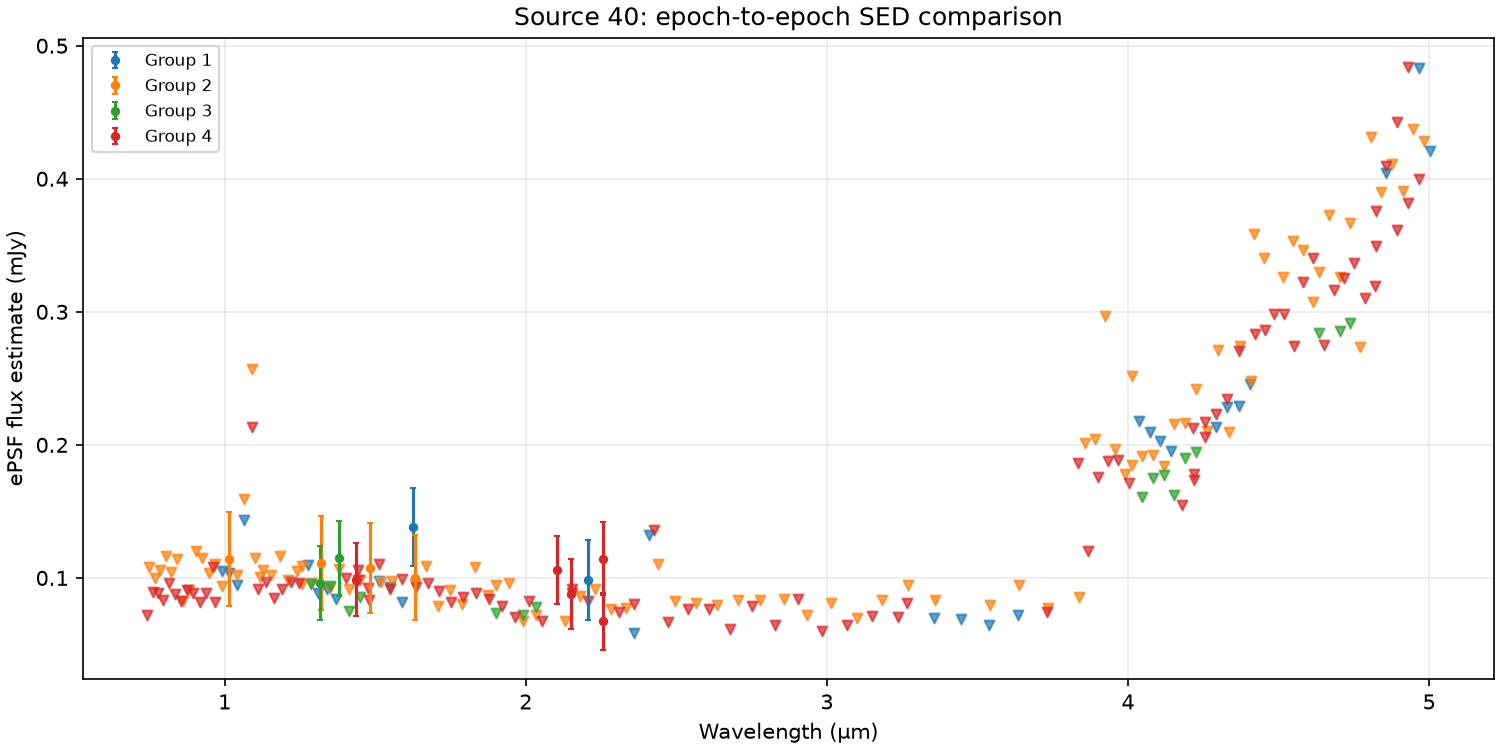 Source 40: epoch-to-epoch SED comparison
0.5
0.4
0.3
0.2
0.1
ePSF flux estimate (mJy)
Group 1
Group 2
Group 3
Group 4
1
2
3
4
5
Wavelength (μm)